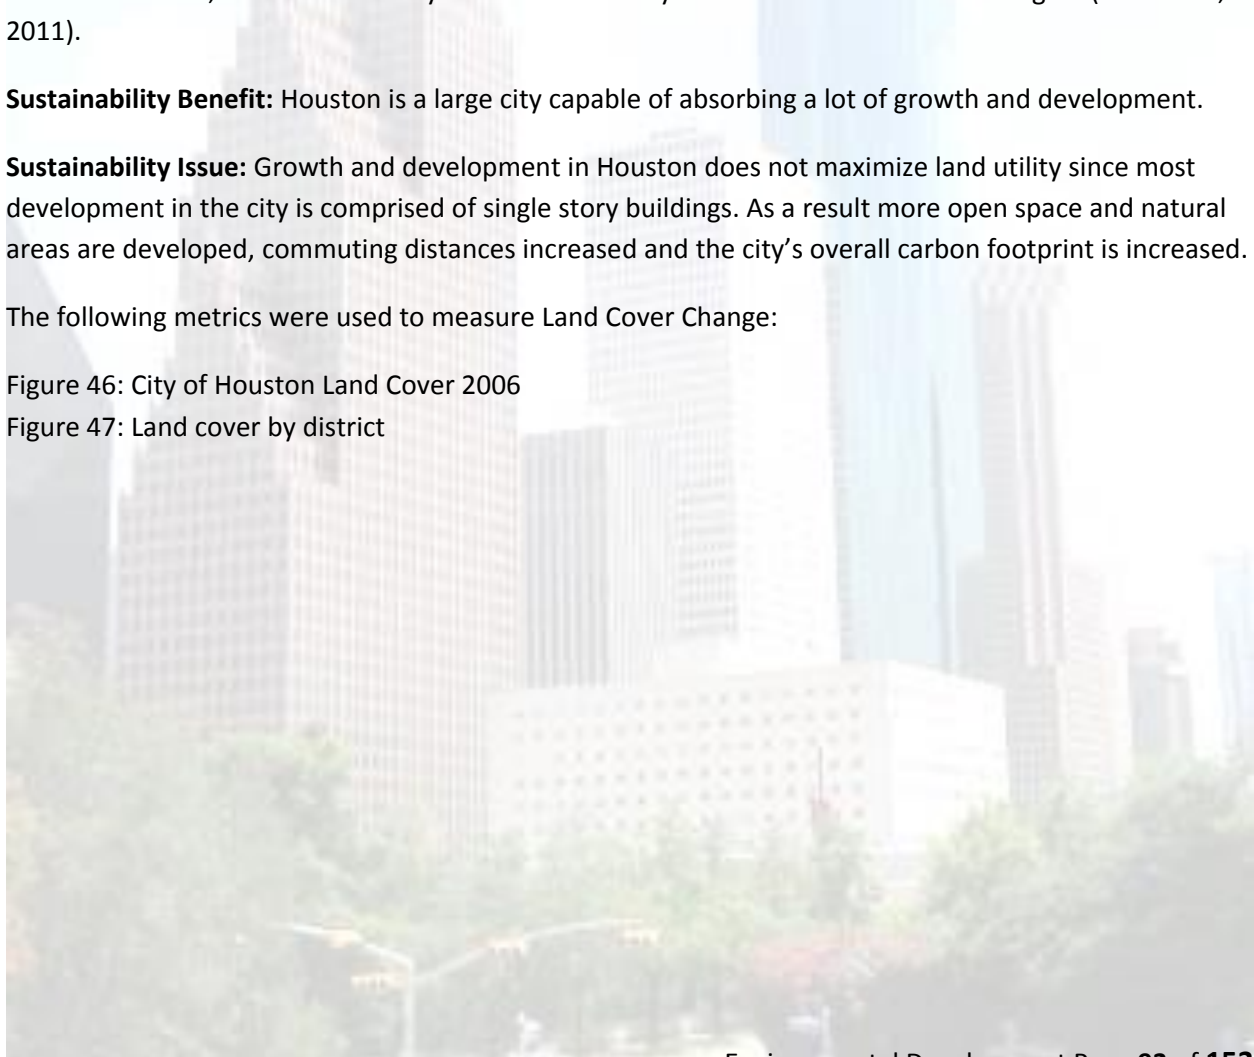 2011).
Sustainability Benefit: Houston is a large city capable of absorbing a lot of growth and development.
Sustainability Issue: Growth and development in Houston does not maximize land utility since most
development in the city is comprised of single story buildings. As a result more open space and natural
areas are developed, commuting distances increased and the city’s overall carbon footprint is increased.
The following metrics were used to measure Land Cover Change:
Figure 46: City of Houston Land Cover 2006
Figure 47: Land cover by district